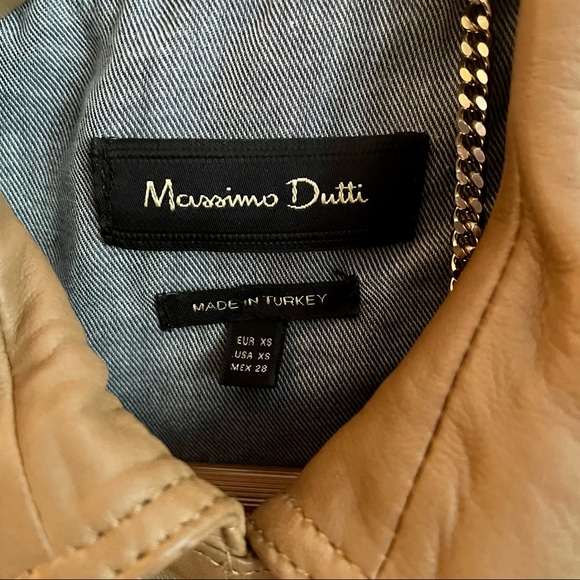 Massimo Dutti
MADE IN TURKEY
EUR XS
USA XS
MEX 28